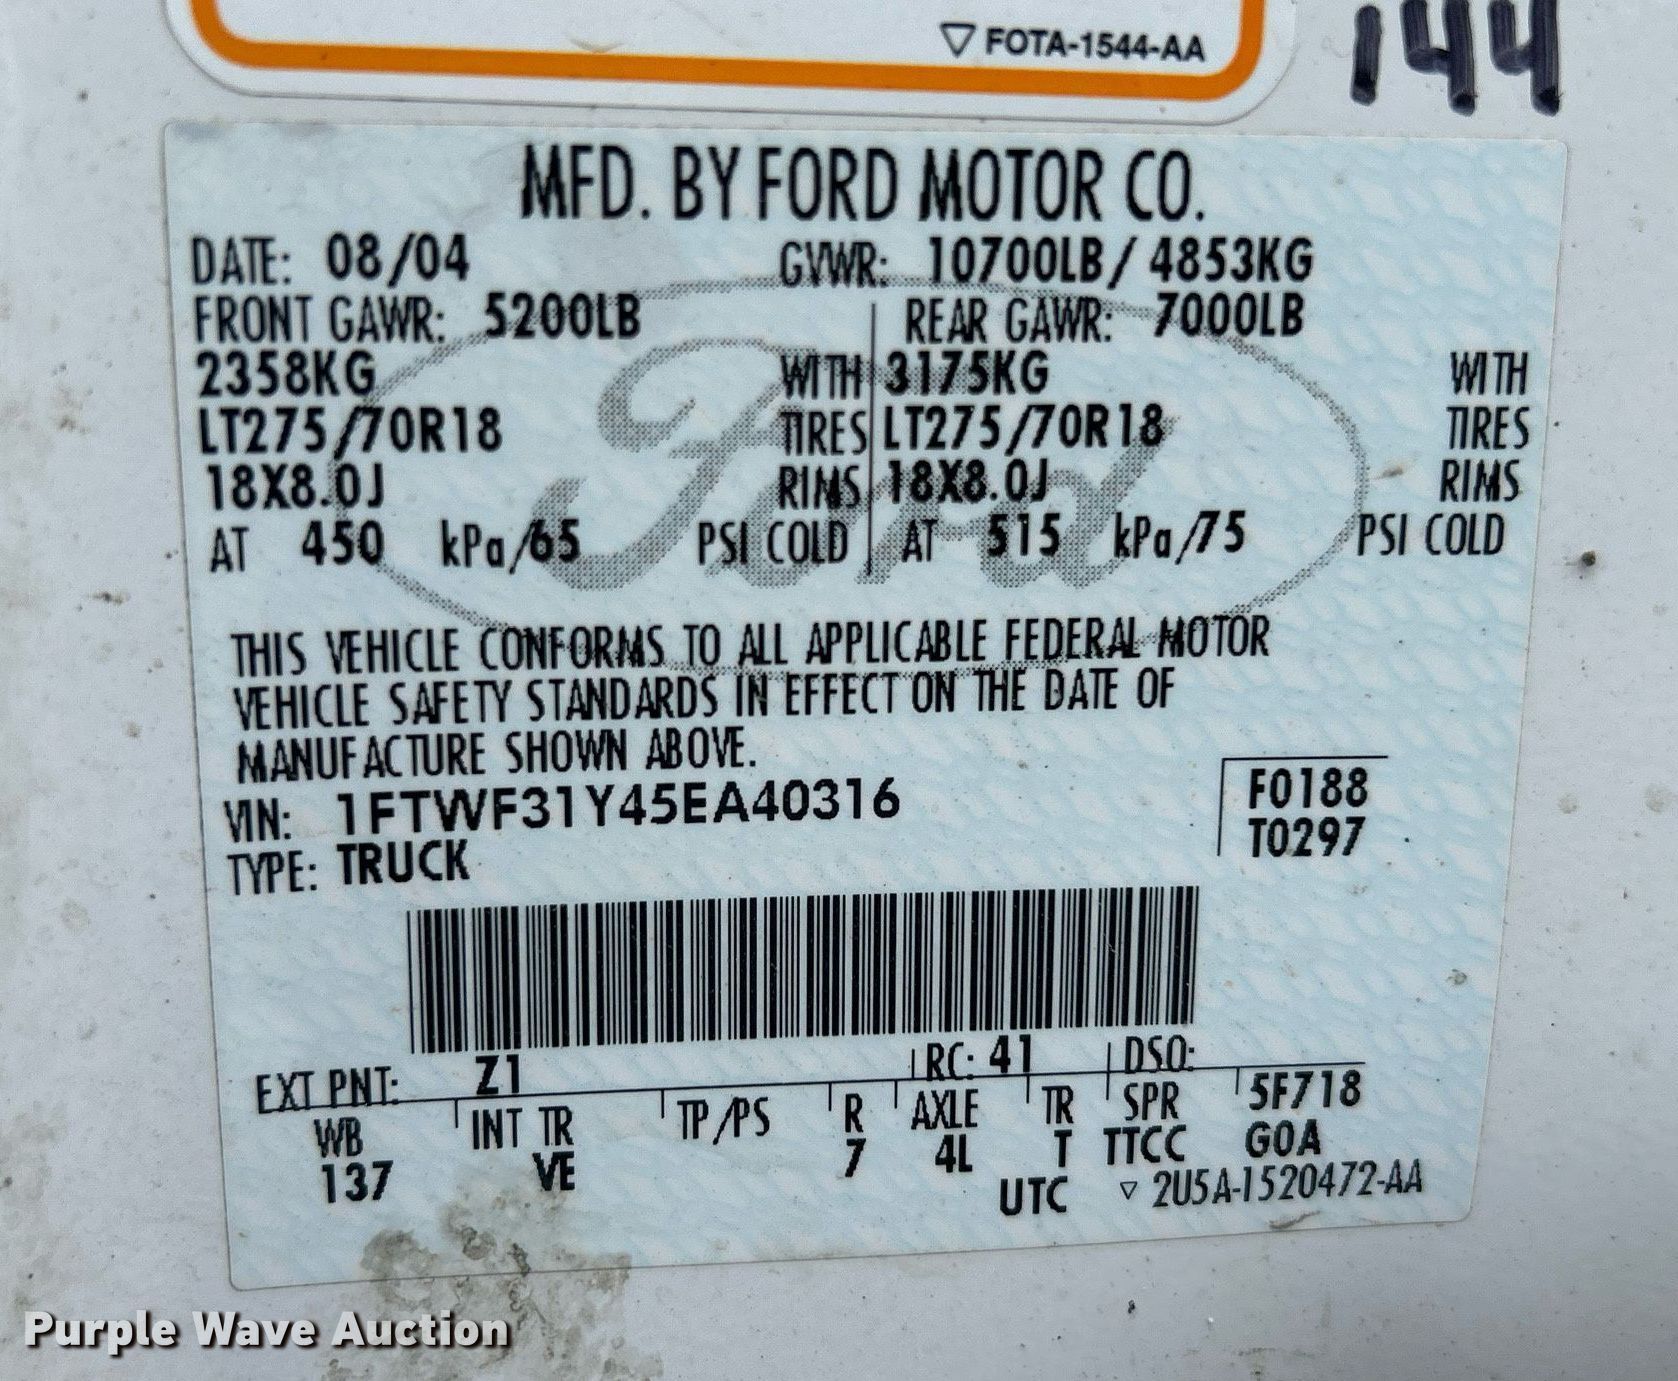 ▽ FOTA-1544-AA
144
MFD. BY FORD MOTOR CO.
DATE: 08/04 GVWR: 10700LB/ 4853KG
FRONT GAWR: 5200LB REAR GAWR: 7000LB
2358KG WITH 3175KG WITH
LT275/70R18 TIRES LT275/70R18 TIRES
18X8.0J RIMS 18X8.0J RIMS
AT 450 kPa/65 PSI COLD AT 515 kPa/75 PSI COLD
Ford
THIS VEHICLE CONFORMS TO ALL APPLICABLE FEDERAL MOTOR
VEHICLE SAFETY STANDARDS IN EFFECT ON THE DATE OF
MANUFACTURE SHOWN ABOVE.
VIN: 1FTWF31Y45EA40316
F0188
TYPE: TRUCK
T0297
EXT PNT: Z1 RC: 41 DSO:
WB INT TR TP/PS R AXLE TR SPR 5F718
137 VE 7 4L T TTCC G0A
UTC ▽ 2U5A-1520472-AA
Purple Wave Auction